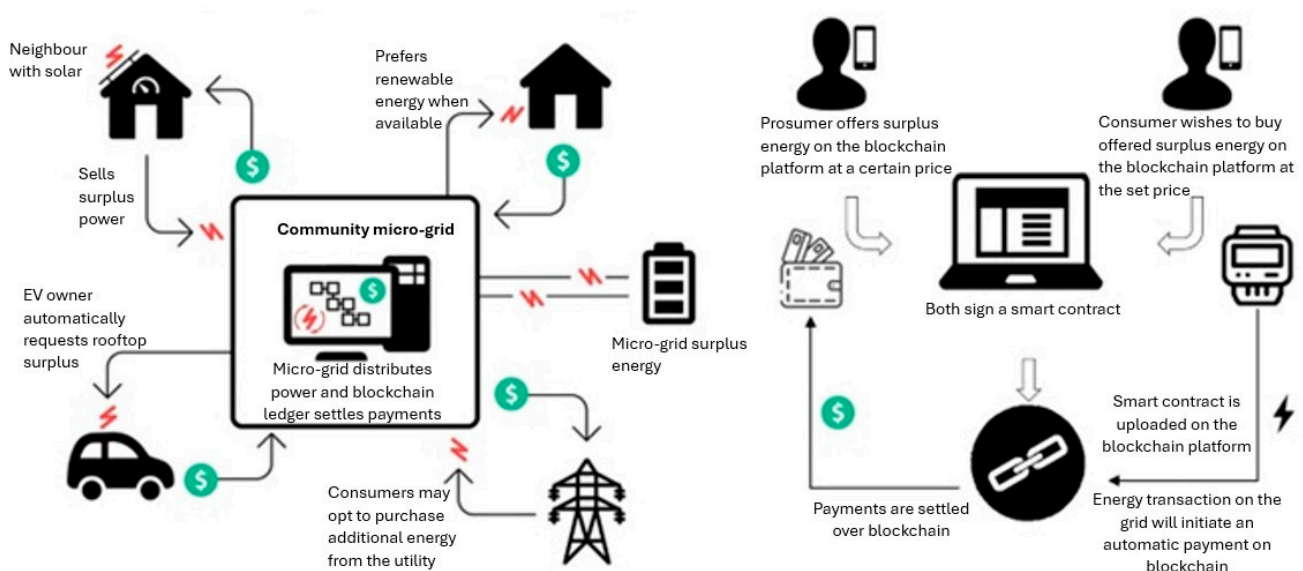 Neighbour
with solar
Prefers
renewable
energy when
available
$
$
Sells
surplus
power
Community micro-grid
$
Micro-grid distributes
power and blockchain
ledger settles payments
EV owner
automatically
requests rooftop
surplus
$
Micro-grid surplus
energy
$
Consumers may
opt to purchase
additional energy
from the utility
Prosumer offers surplus
energy on the blockchain
platform at a certain price
Consumer wishes to buy
offered surplus energy on
the blockchain platform at
the set price
Both sign a smart contract
Smart contract is
uploaded on the
blockchain platform
$
Payments are settled
over blockchain
Energy transaction on the
grid will initiate an
automatic payment on
blockchain